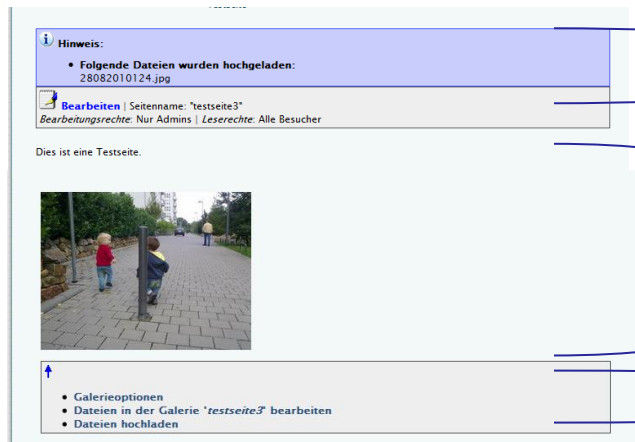 Hinweis:
• Folgende Dateien wurden hochgeladen:
28082010124.jpg
Bearbeiten | Seitenname: "testseite3"
Bearbeitungsrechte: Nur Admins | Leserechte: Alle Besucher
Dies ist eine Testseite.
• Galerieoptionen
• Dateien in der Galerie 'testseite3' bearbeiten
• Dateien hochladen